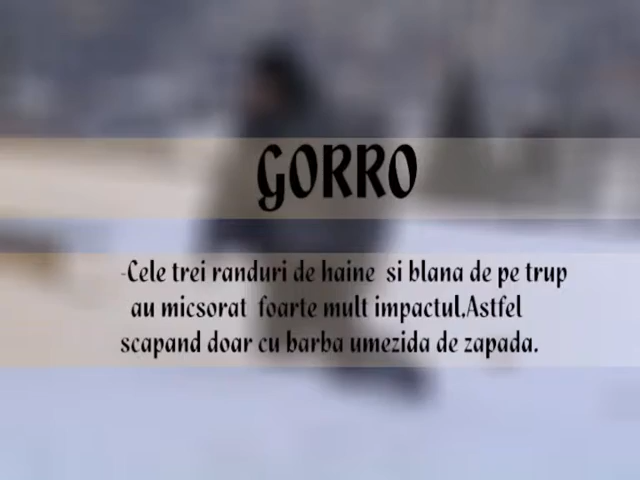 GORRO
-Cele trei randuri de haine si blana de pe trup
au micsorat foarte mult impactul,Astfel
scapand doar cu barba umezida de zapada.